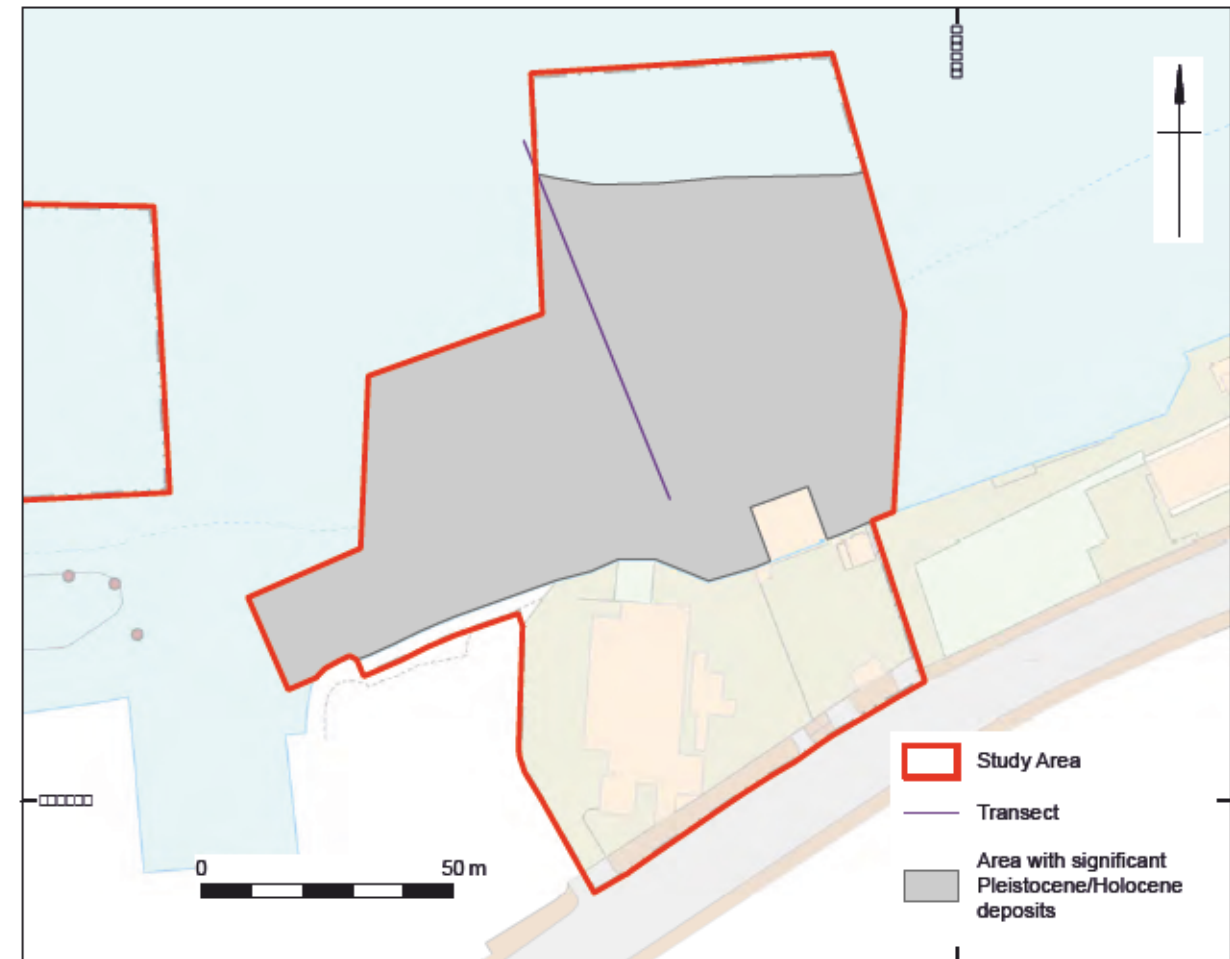 Study Area
Transect
Area with significant
Pleistocene/Holocene
deposits
0 50 m